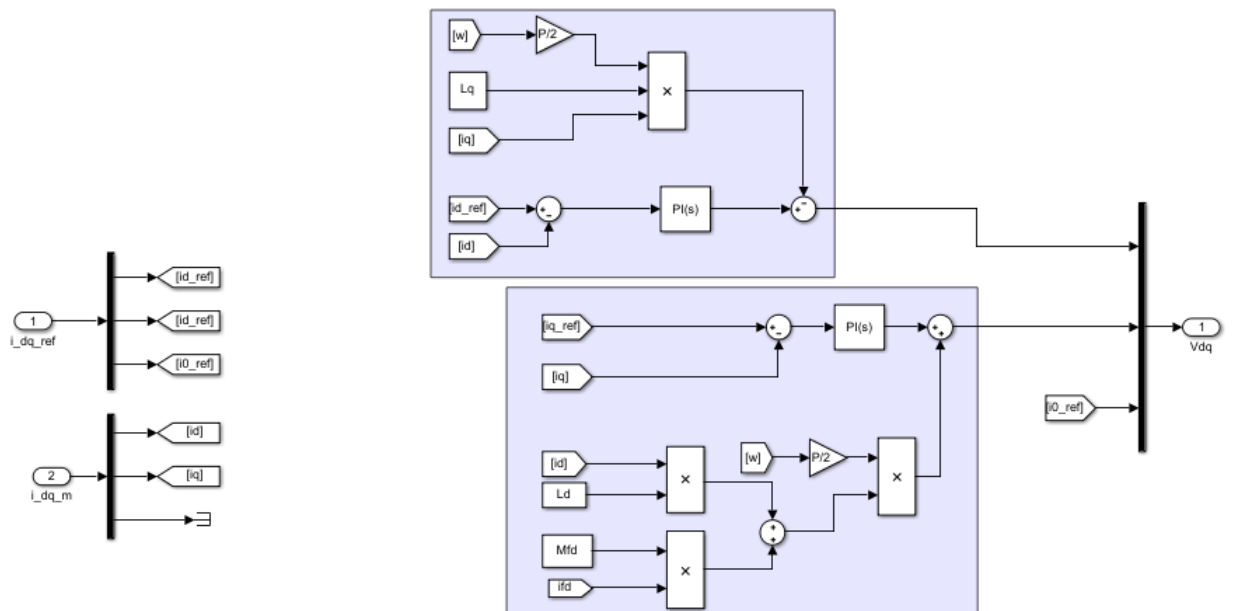 [w]
P/2
Lq
×
[iq]
[id_ref]
PI(s)
[id]
[id_ref]
1
[id_ref]
i_dq_ref
[i0_ref]
[iq_ref]
PI(s)
1
Vdq
[iq]
[i0_ref]
[id]
2
[iq]
i_dq_m
[id]
Ld
×
[w]
P/2
×
Mfd
ifd
×